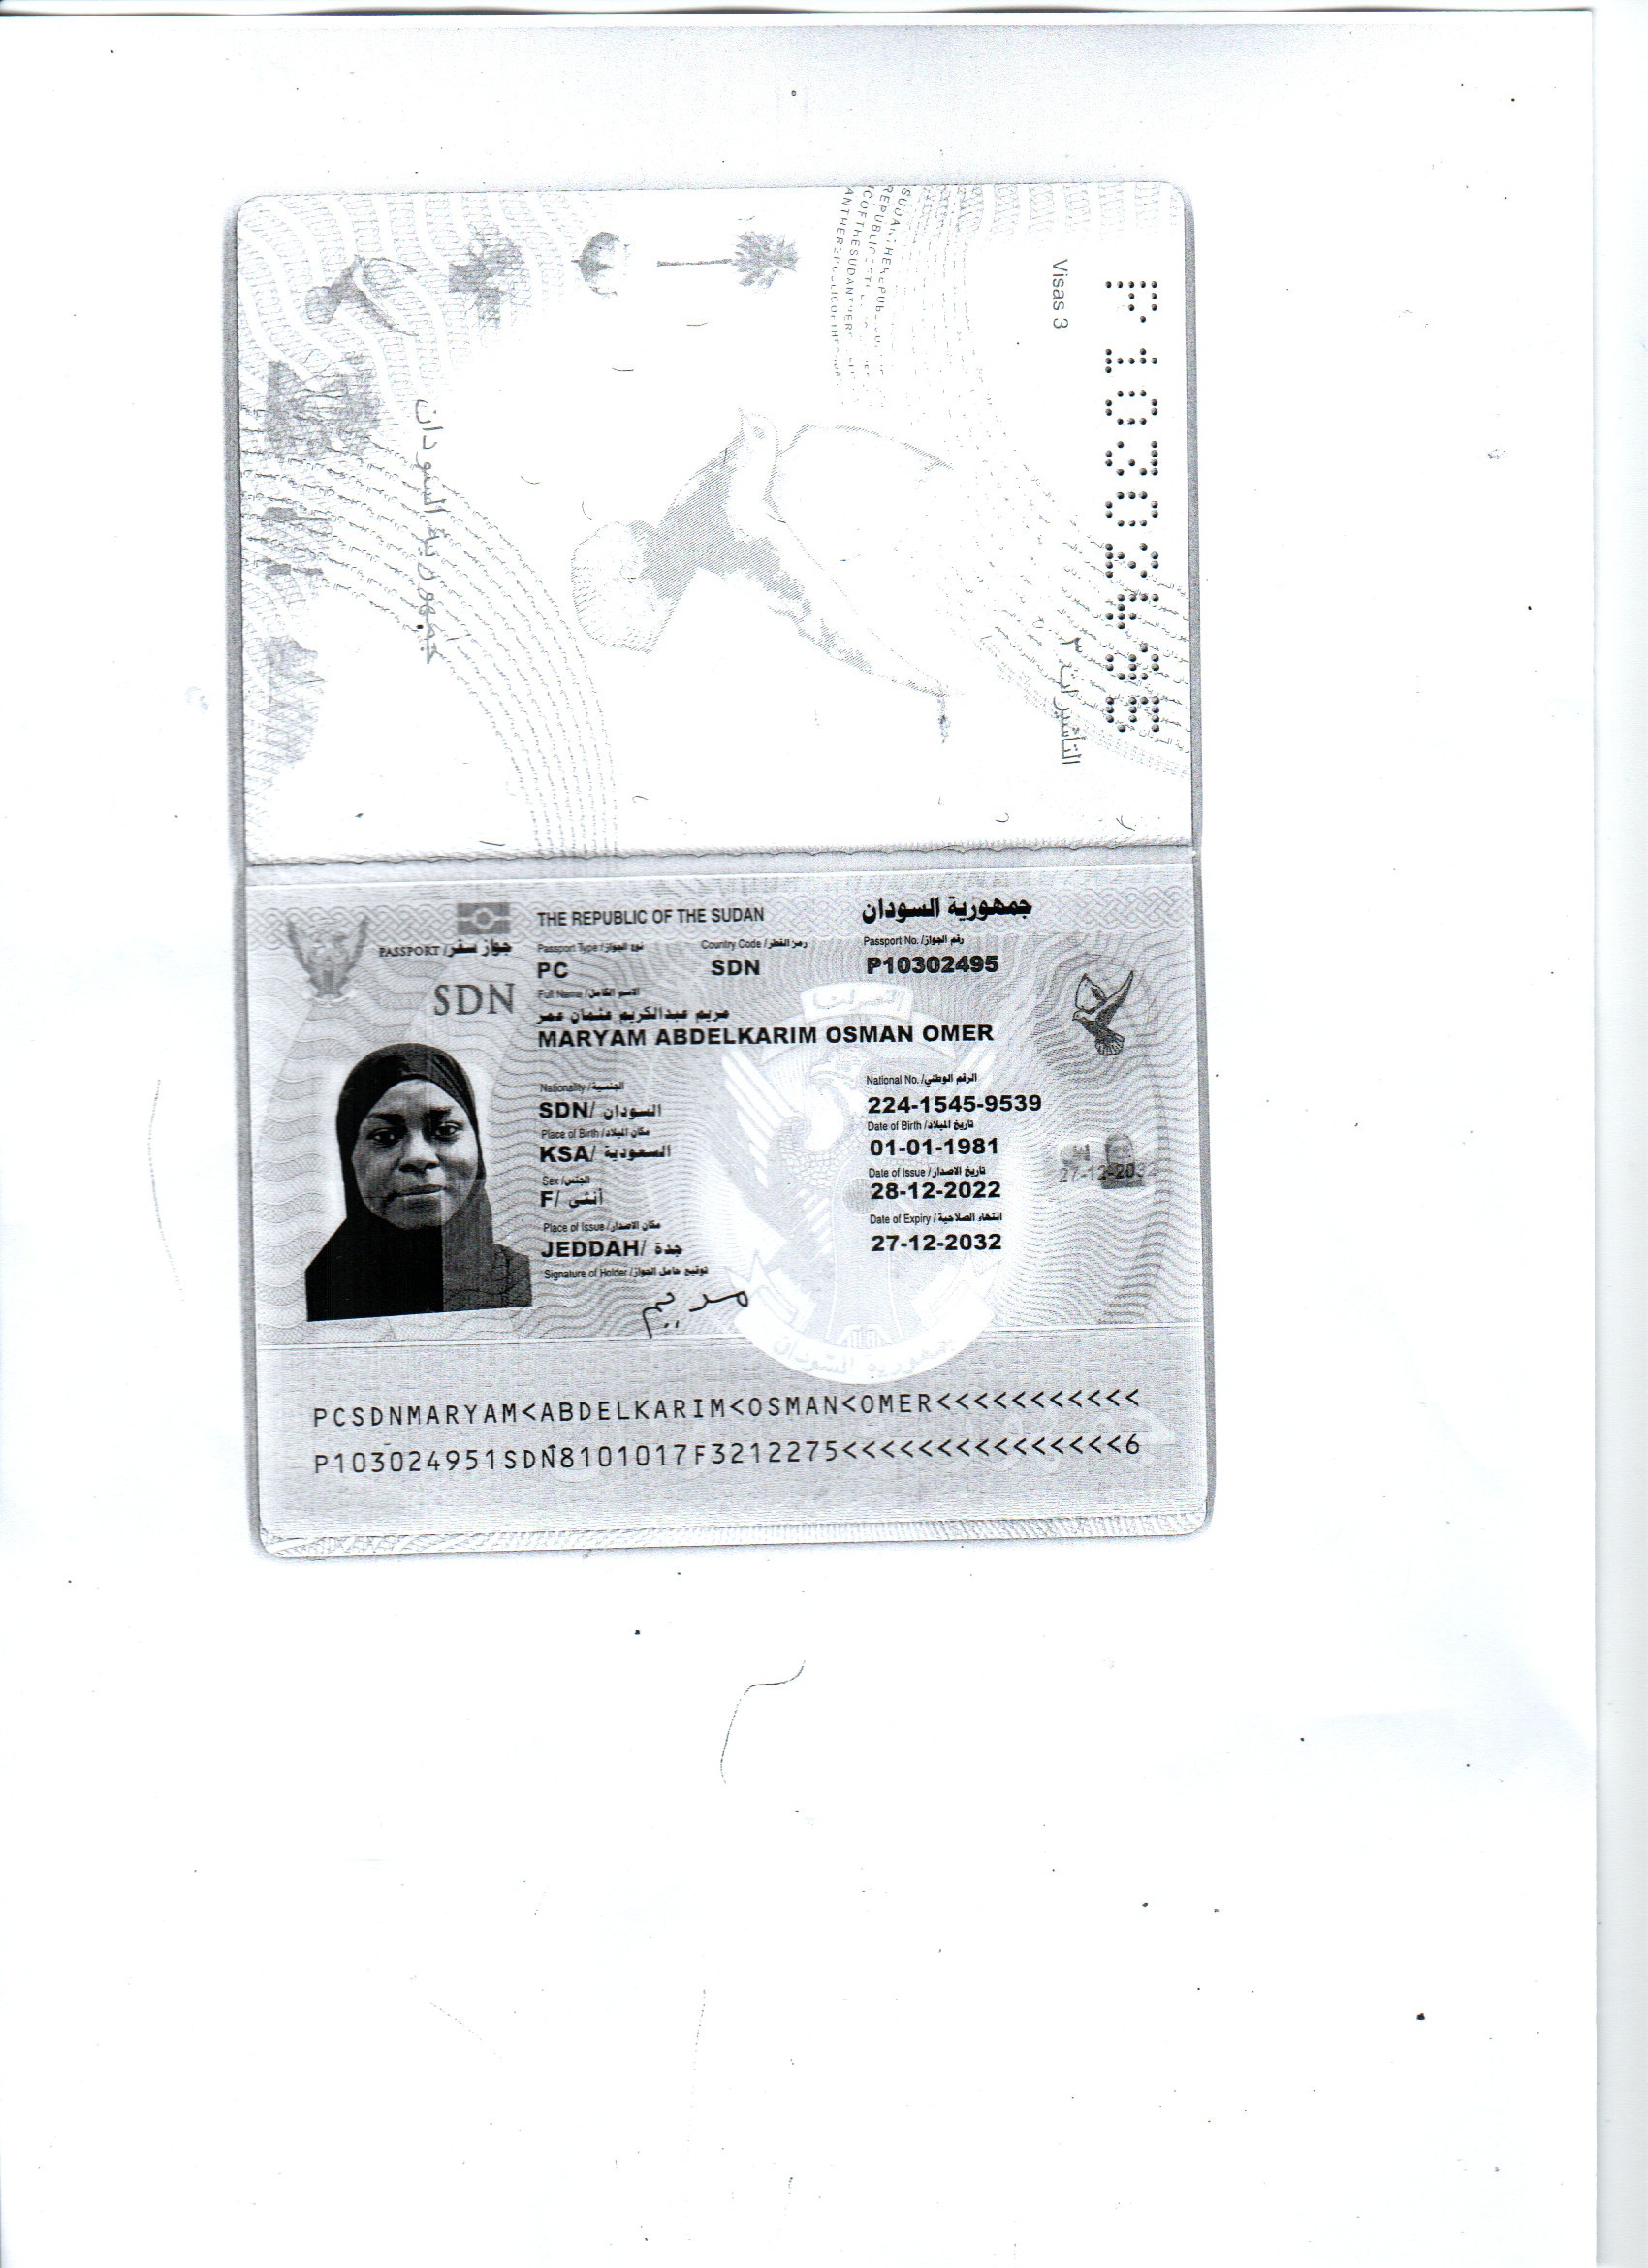 Visas 3
التأشيرات ٣
P10302495
جمهورية السودان
THE REPUBLIC OF THE SUDAN
جمهورية السودان
PASSPORT / جواز سفر
Passport Type / نوع الجواز
Country Code / رمز القطر
Passport No. / رقم الجواز
PC
SDN
P10302495
SDN
Full Name / الاسم الكامل
مريم عبدالكريم عثمان عمر
MARYAM ABDELKARIM OSMAN OMER
Nationality / الجنسية
National No. / الرقم الوطني
SDN/ السودان
224-1545-9539
Place of Birth / مكان الميلاد
Date of Birth / تاريخ الميلاد
KSA/ السعودية
01-01-1981
Sex / الجنس
Date of Issue / تاريخ الاصدار
F/ أنثى
28-12-2022
27-12-2032
Place of Issue / مكان الاصدار
Date of Expiry / انتهاء الصلاحية
JEDDAH/ جدة
27-12-2032
Signature of Holder / توقيع حامل الجواز
مريم
النصر لنا
جمهورية السودان
PCSDNMARYAM<ABDELKARIM<OSMAN<OMER<<<<<<<<<<<
P103024951SDN8101017F3212275<<<<<<<<<<<<<<<6